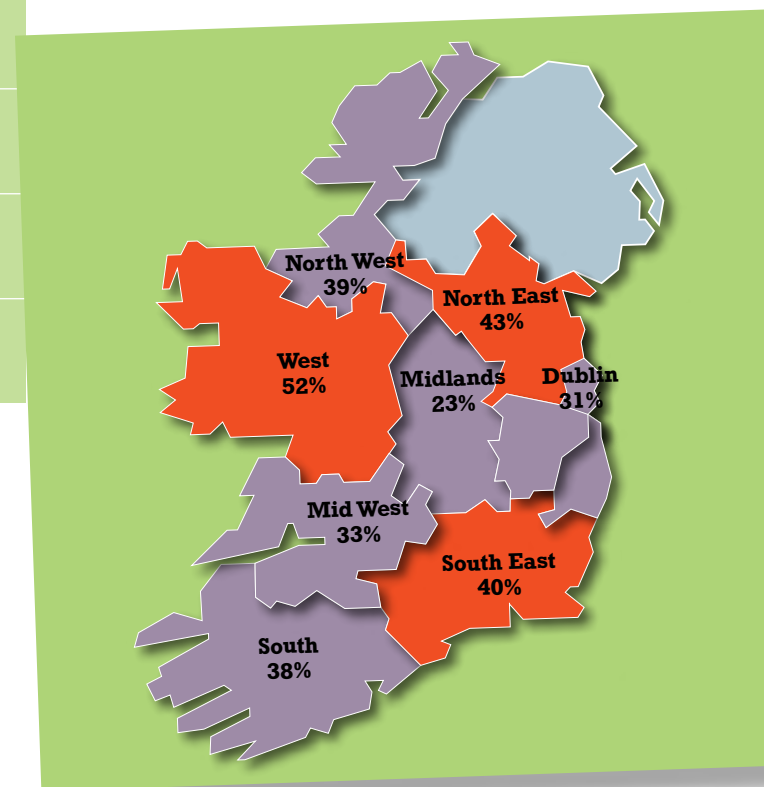 North West
39%
North East
43%
West
52%
Midlands
23%
Dublin
31%
Mid West
33%
South East
40%
South
38%